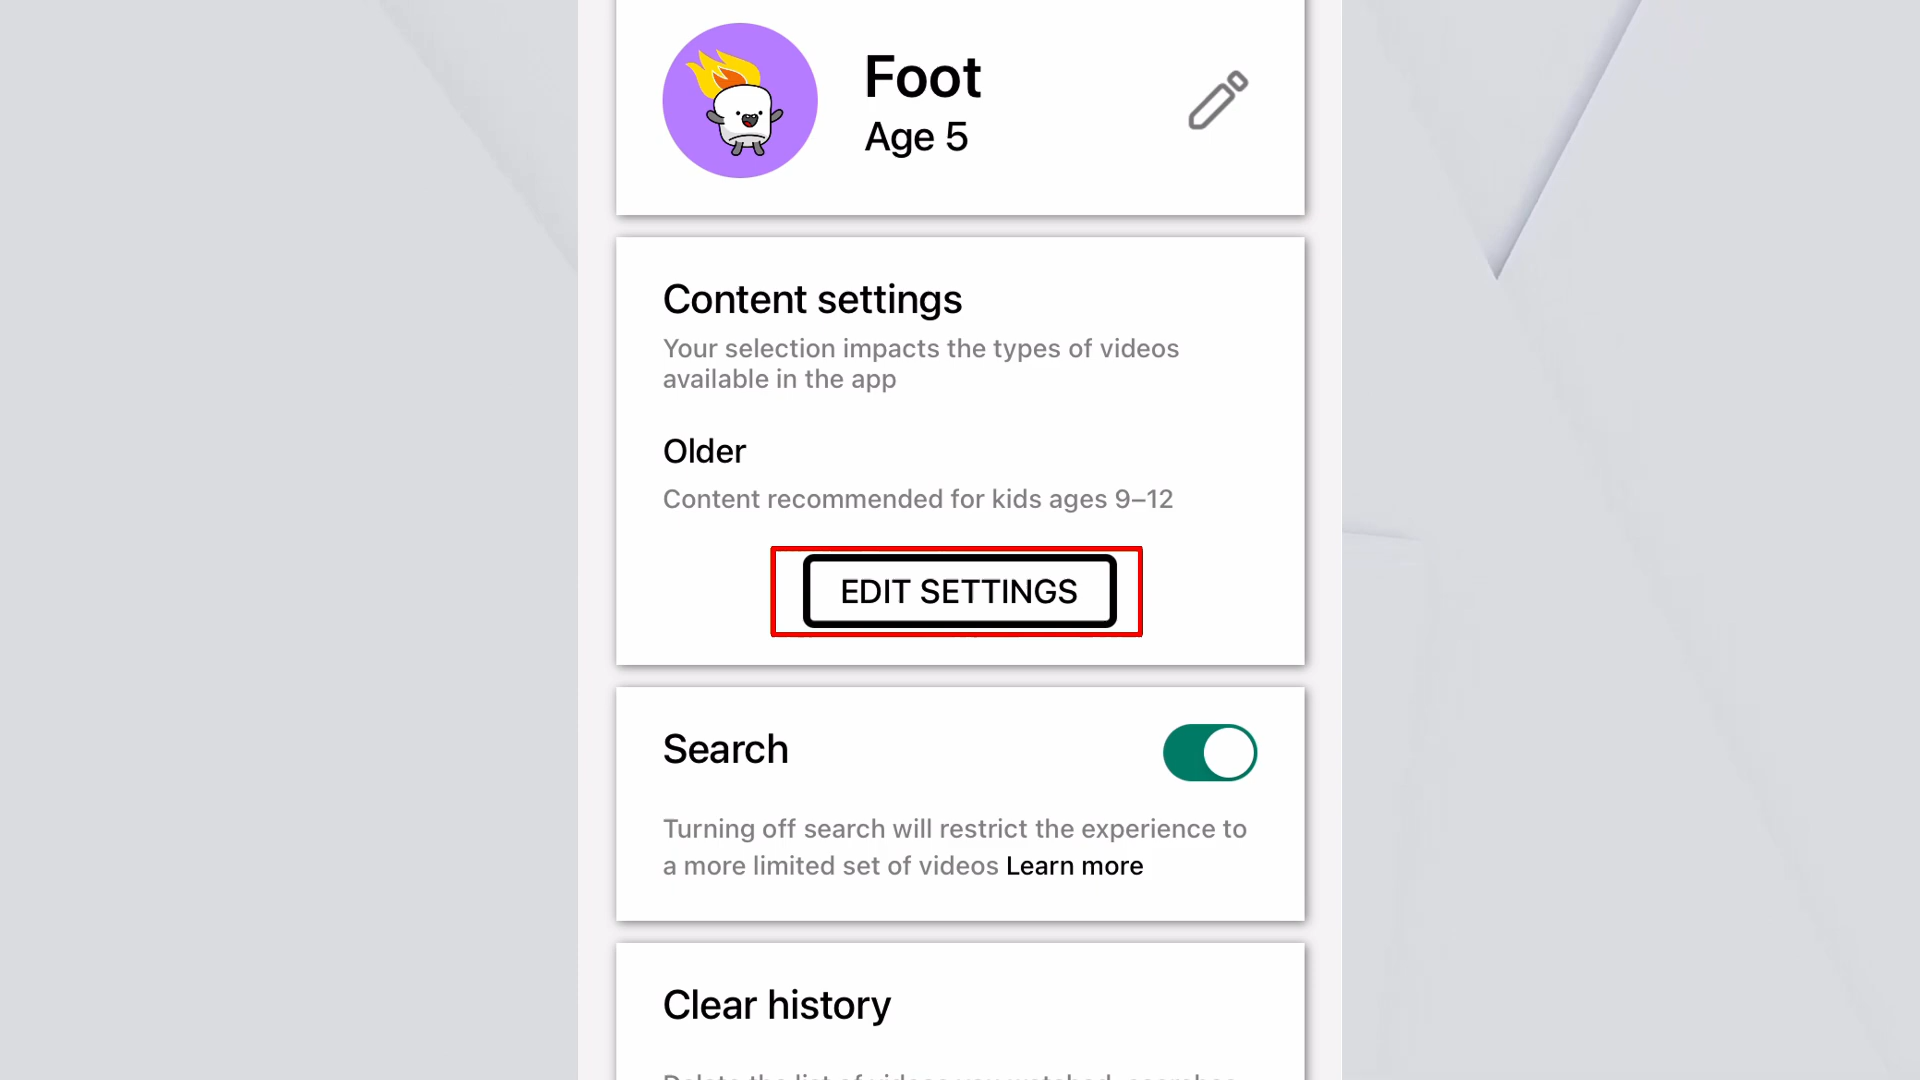 Foot
Age 5
Content settings
Your selection impacts the types of videos
available in the app
Older
Content recommended for kids ages 9–12
EDIT SETTINGS
Search
Turning off search will restrict the experience to
a more limited set of videos Learn more
Clear history